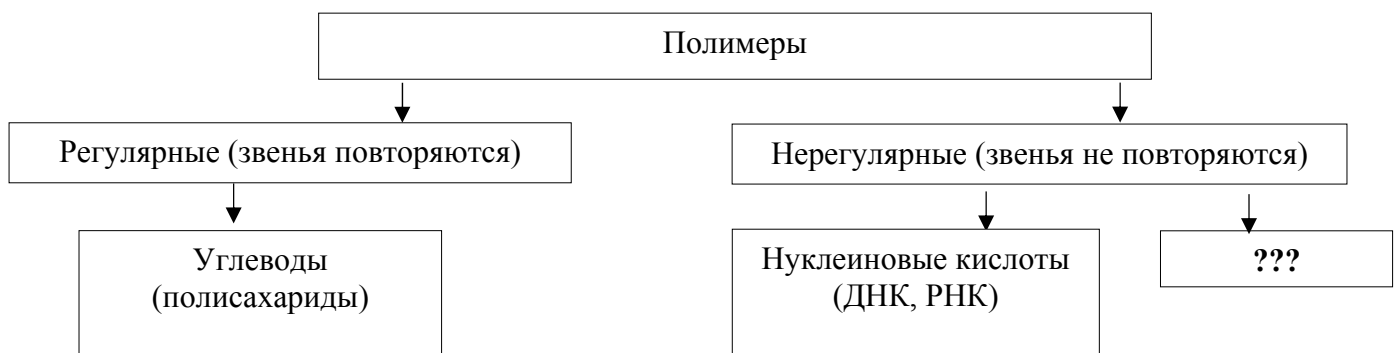 Полимеры
Регулярные (звенья повторяются)
Нерегулярные (звенья не повторяются)
Углеводы
(полисахариды)
Нуклеиновые кислоты
(ДНК, РНК)
???